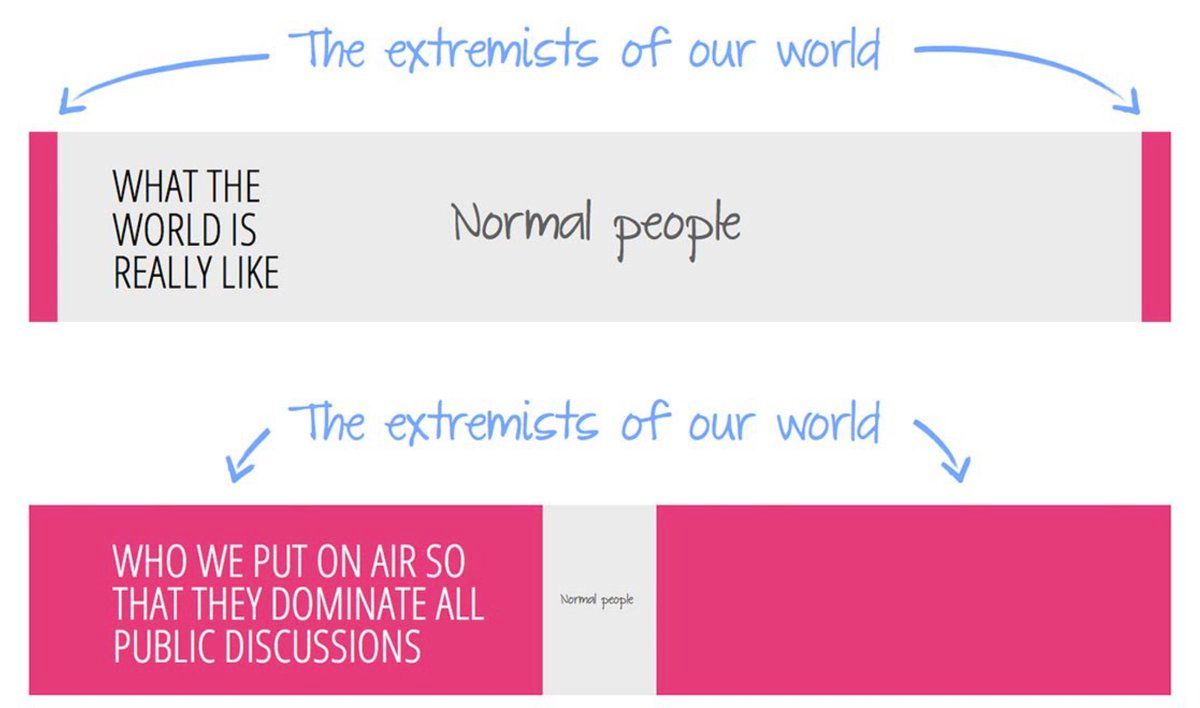 The extremists of our world
WHAT THE
WORLD IS
REALLY LIKE
Normal people
The extremists of our world
WHO WE PUT ON AIR SO
THAT THEY DOMINATE ALL
PUBLIC DISCUSSIONS
Normal people